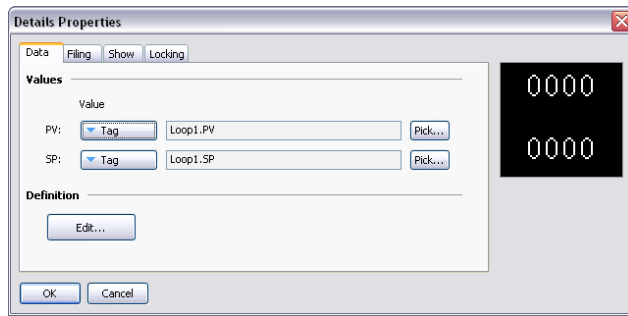 Details Properties
Data Filing Show Locking
Values
Value
PV: Tag Loop1.PV Pick...
SP: Tag Loop1.SP Pick...
Definition
Edit...
OK Cancel
0000
0000